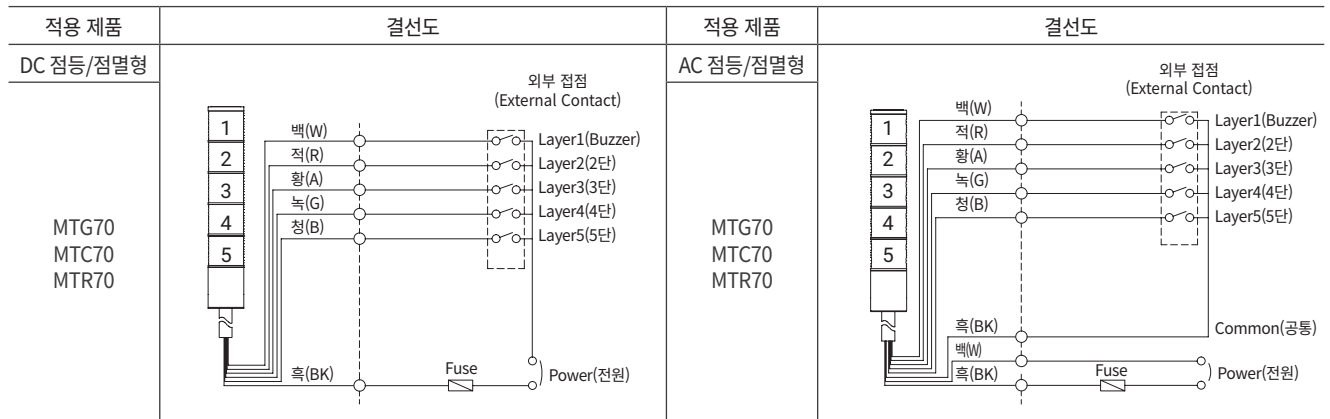 적용 제품
결선도
적용 제품
결선도
DC 점등/점멸형
MTG70
MTC70
MTR70
외부 접점
(External Contact)
1
2
3
4
5
백(W)
적(R)
황(A)
녹(G)
청(B)
Layer1(Buzzer)
Layer2(2단)
Layer3(3단)
Layer4(4단)
Layer5(5단)
흑(BK)
Fuse
Power(전원)
AC 점등/점멸형
MTG70
MTC70
MTR70
외부 접점
(External Contact)
1
2
3
4
5
백(W)
적(R)
황(A)
녹(G)
청(B)
Layer1(Buzzer)
Layer2(2단)
Layer3(3단)
Layer4(4단)
Layer5(5단)
흑(BK)
Common(공통)
백(W)
흑(BK)
Fuse
Power(전원)